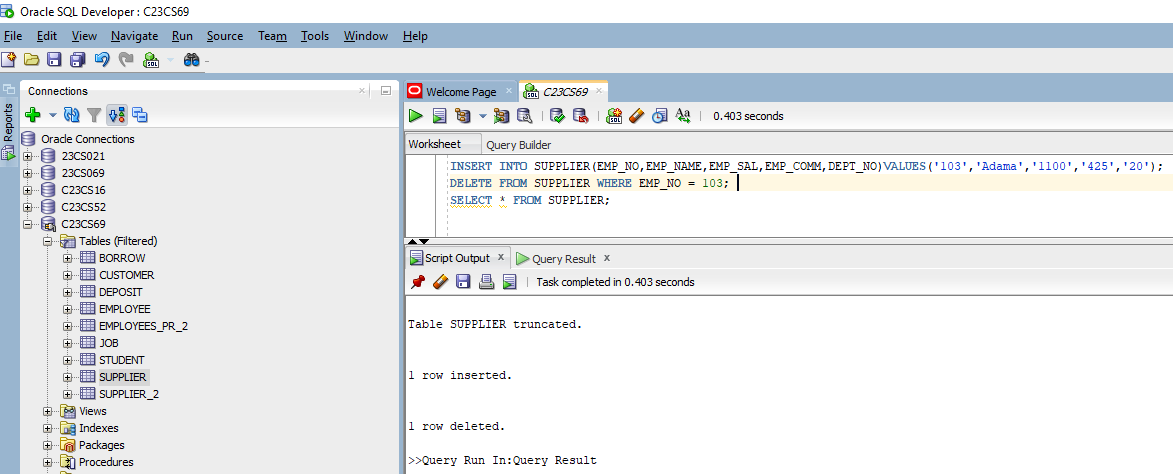 Oracle SQL Developer : C23CS69
File Edit View Navigate Run Source Team Tools Window Help
Reports
Connections
Oracle Connections
23CS021
23CS069
C23CS16
C23CS52
C23CS69
Tables (Filtered)
BORROW
CUSTOMER
DEPOSIT
EMPLOYEE
EMPLOYEES_PR_2
JOB
STUDENT
SUPPLIER
SUPPLIER_2
Views
Indexes
Packages
Procedures
Welcome Page C23CS69
0.403 seconds
Worksheet Query Builder
INSERT INTO SUPPLIER(EMP_NO,EMP_NAME,EMP_SAL,EMP_COMM,DEPT_NO)VALUES('103','Adama','1100','425','20');
DELETE FROM SUPPLIER WHERE EMP_NO = 103;
SELECT * FROM SUPPLIER;
Script Output Query Result
Task completed in 0.403 seconds
Table SUPPLIER truncated.
1 row inserted.
1 row deleted.
>>Query Run In:Query Result